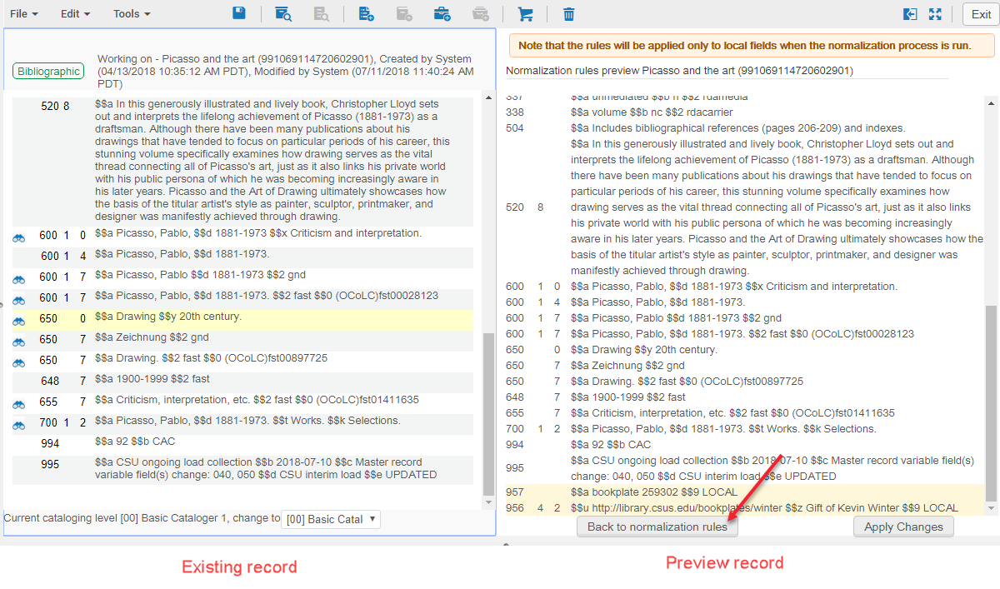 File Edit Tools Exit
Bibliographic
Working on - Picasso and the art (991069114720602901), Created by System
(04/13/2018 10:35:12 AM PDT), Modified by System (07/11/2018 11:40:24 AM
PDT)
520 8 $$a In this generously illustrated and lively book, Christopher Lloyd sets
out and interprets the lifelong achievement of Picasso (1881-1973) as a
draftsman. Although there have been many publications about his
drawings that have tended to focus on particular periods of his career, this
stunning volume specifically examines how drawing serves as the vital
thread connecting all of Picasso's art, just as it also links his private world
with his public persona of which he was becoming increasingly aware in
his later years. Picasso and the Art of Drawing ultimately showcases how
the basis of the titular artist's style as painter, sculptor, printmaker, and
designer was manifestly achieved through drawing.
600 1 0 $$a Picasso, Pablo, $$d 1881-1973 $$x Criticism and interpretation.
600 1 4 $$a Picasso, Pablo, $$d 1881-1973.
600 1 7 $$a Picasso, Pablo $$d 1881-1973 $$2 gnd
600 1 7 $$a Picasso, Pablo, $$d 1881-1973. $$2 fast $$0 (OCoLC)fst00028123
650 0 $$a Drawing $$y 20th century.
650 7 $$a Zeichnung $$2 gnd
650 7 $$a Drawing. $$2 fast $$0 (OCoLC)fst00897725
648 7 $$a 1900-1999 $$2 fast
655 7 $$a Criticism, interpretation, etc. $$2 fast $$0 (OCoLC)fst01411635
700 1 2 $$a Picasso, Pablo, $$d 1881-1973. $$t Works. $$k Selections.
994 $$a 92 $$b CAC
995 $$a CSU ongoing load collection $$b 2018-07-10 $$c Master record
variable field(s) change: 040, 050 $$d CSU interim load $$e UPDATED
Current cataloging level [00] Basic Cataloger 1, change to [00] Basic Catal
Existing record
Note that the rules will be applied only to local fields when the normalization process is run.
Normalization rules preview Picasso and the art (991069114720602901)
337 $$a unmediated $$b n $$2 rdamedia
338 $$a volume $$b nc $$2 rdacarrier
504 $$a Includes bibliographical references (pages 206-209) and indexes.
$$a In this generously illustrated and lively book, Christopher Lloyd sets out and
interprets the lifelong achievement of Picasso (1881-1973) as a draftsman. Although
there have been many publications about his drawings that have tended to focus on
particular periods of his career, this stunning volume specifically examines how
520 8 drawing serves as the vital thread connecting all of Picasso's art, just as it also links
his private world with his public persona of which he was becoming increasingly
aware in his later years. Picasso and the Art of Drawing ultimately showcases how the
basis of the titular artist's style as painter, sculptor, printmaker, and designer was
manifestly achieved through drawing.
600 1 0 $$a Picasso, Pablo, $$d 1881-1973 $$x Criticism and interpretation.
600 1 4 $$a Picasso, Pablo, $$d 1881-1973.
600 1 7 $$a Picasso, Pablo $$d 1881-1973 $$2 gnd
600 1 7 $$a Picasso, Pablo, $$d 1881-1973. $$2 fast $$0 (OCoLC)fst00028123
650 0 $$a Drawing $$y 20th century.
650 7 $$a Zeichnung $$2 gnd
650 7 $$a Drawing. $$2 fast $$0 (OCoLC)fst00897725
648 7 $$a 1900-1999 $$2 fast
655 7 $$a Criticism, interpretation, etc. $$2 fast $$0 (OCoLC)fst01411635
700 1 2 $$a Picasso, Pablo, $$d 1881-1973. $$t Works. $$k Selections.
994 $$a 92 $$b CAC
995 $$a CSU ongoing load collection $$b 2018-07-10 $$c Master record variable field(s)
change: 040, 050 $$d CSU interim load $$e UPDATED
957 $$a bookplate 259302 $$9 LOCAL
956 4 2 $$u http://library.csus.edu/bookplates/winter $$z Gift of Kevin Winter $$9 LOCAL
Back to normalization rules Apply Changes
Preview record